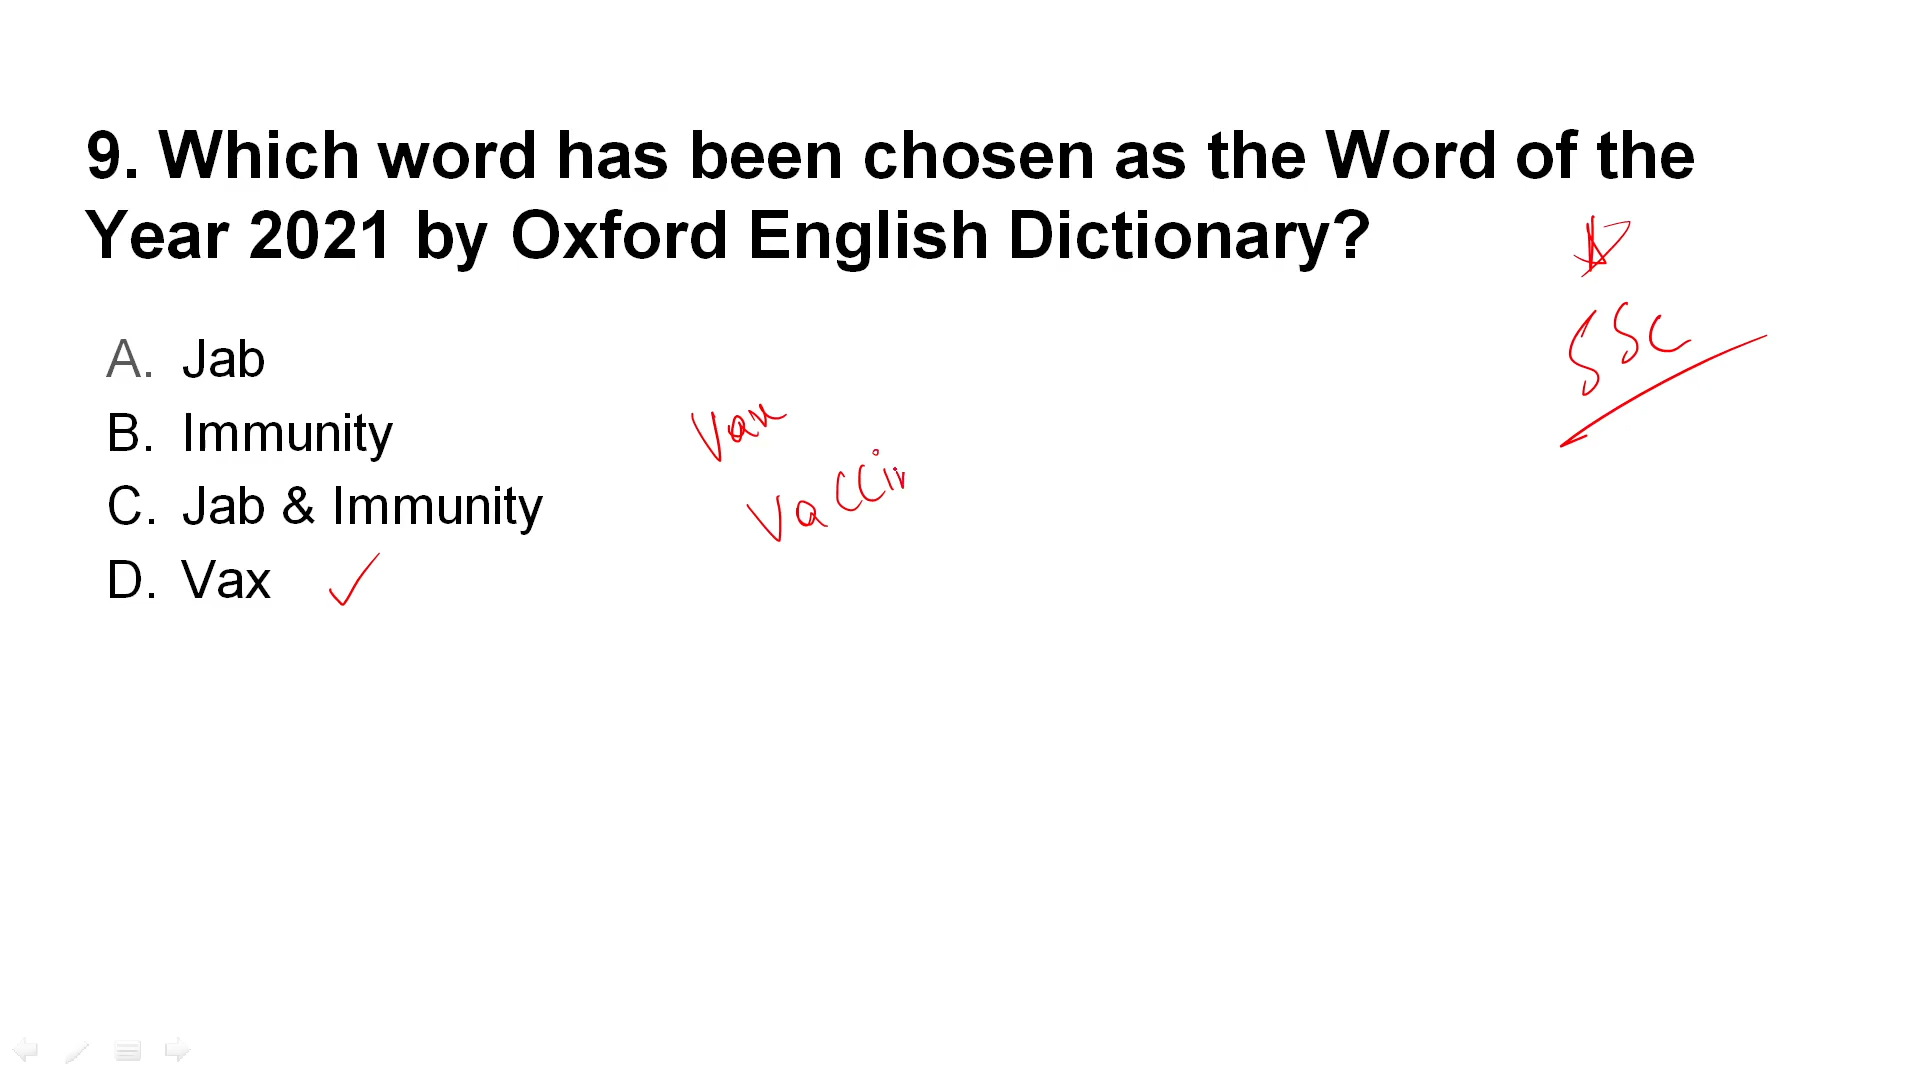 9. Which word has been chosen as the Word of the
Year 2021 by Oxford English Dictionary?
SSC
A. Jab
B. Immunity
C. Jab & Immunity
D. Vax
Vax
Vaccin